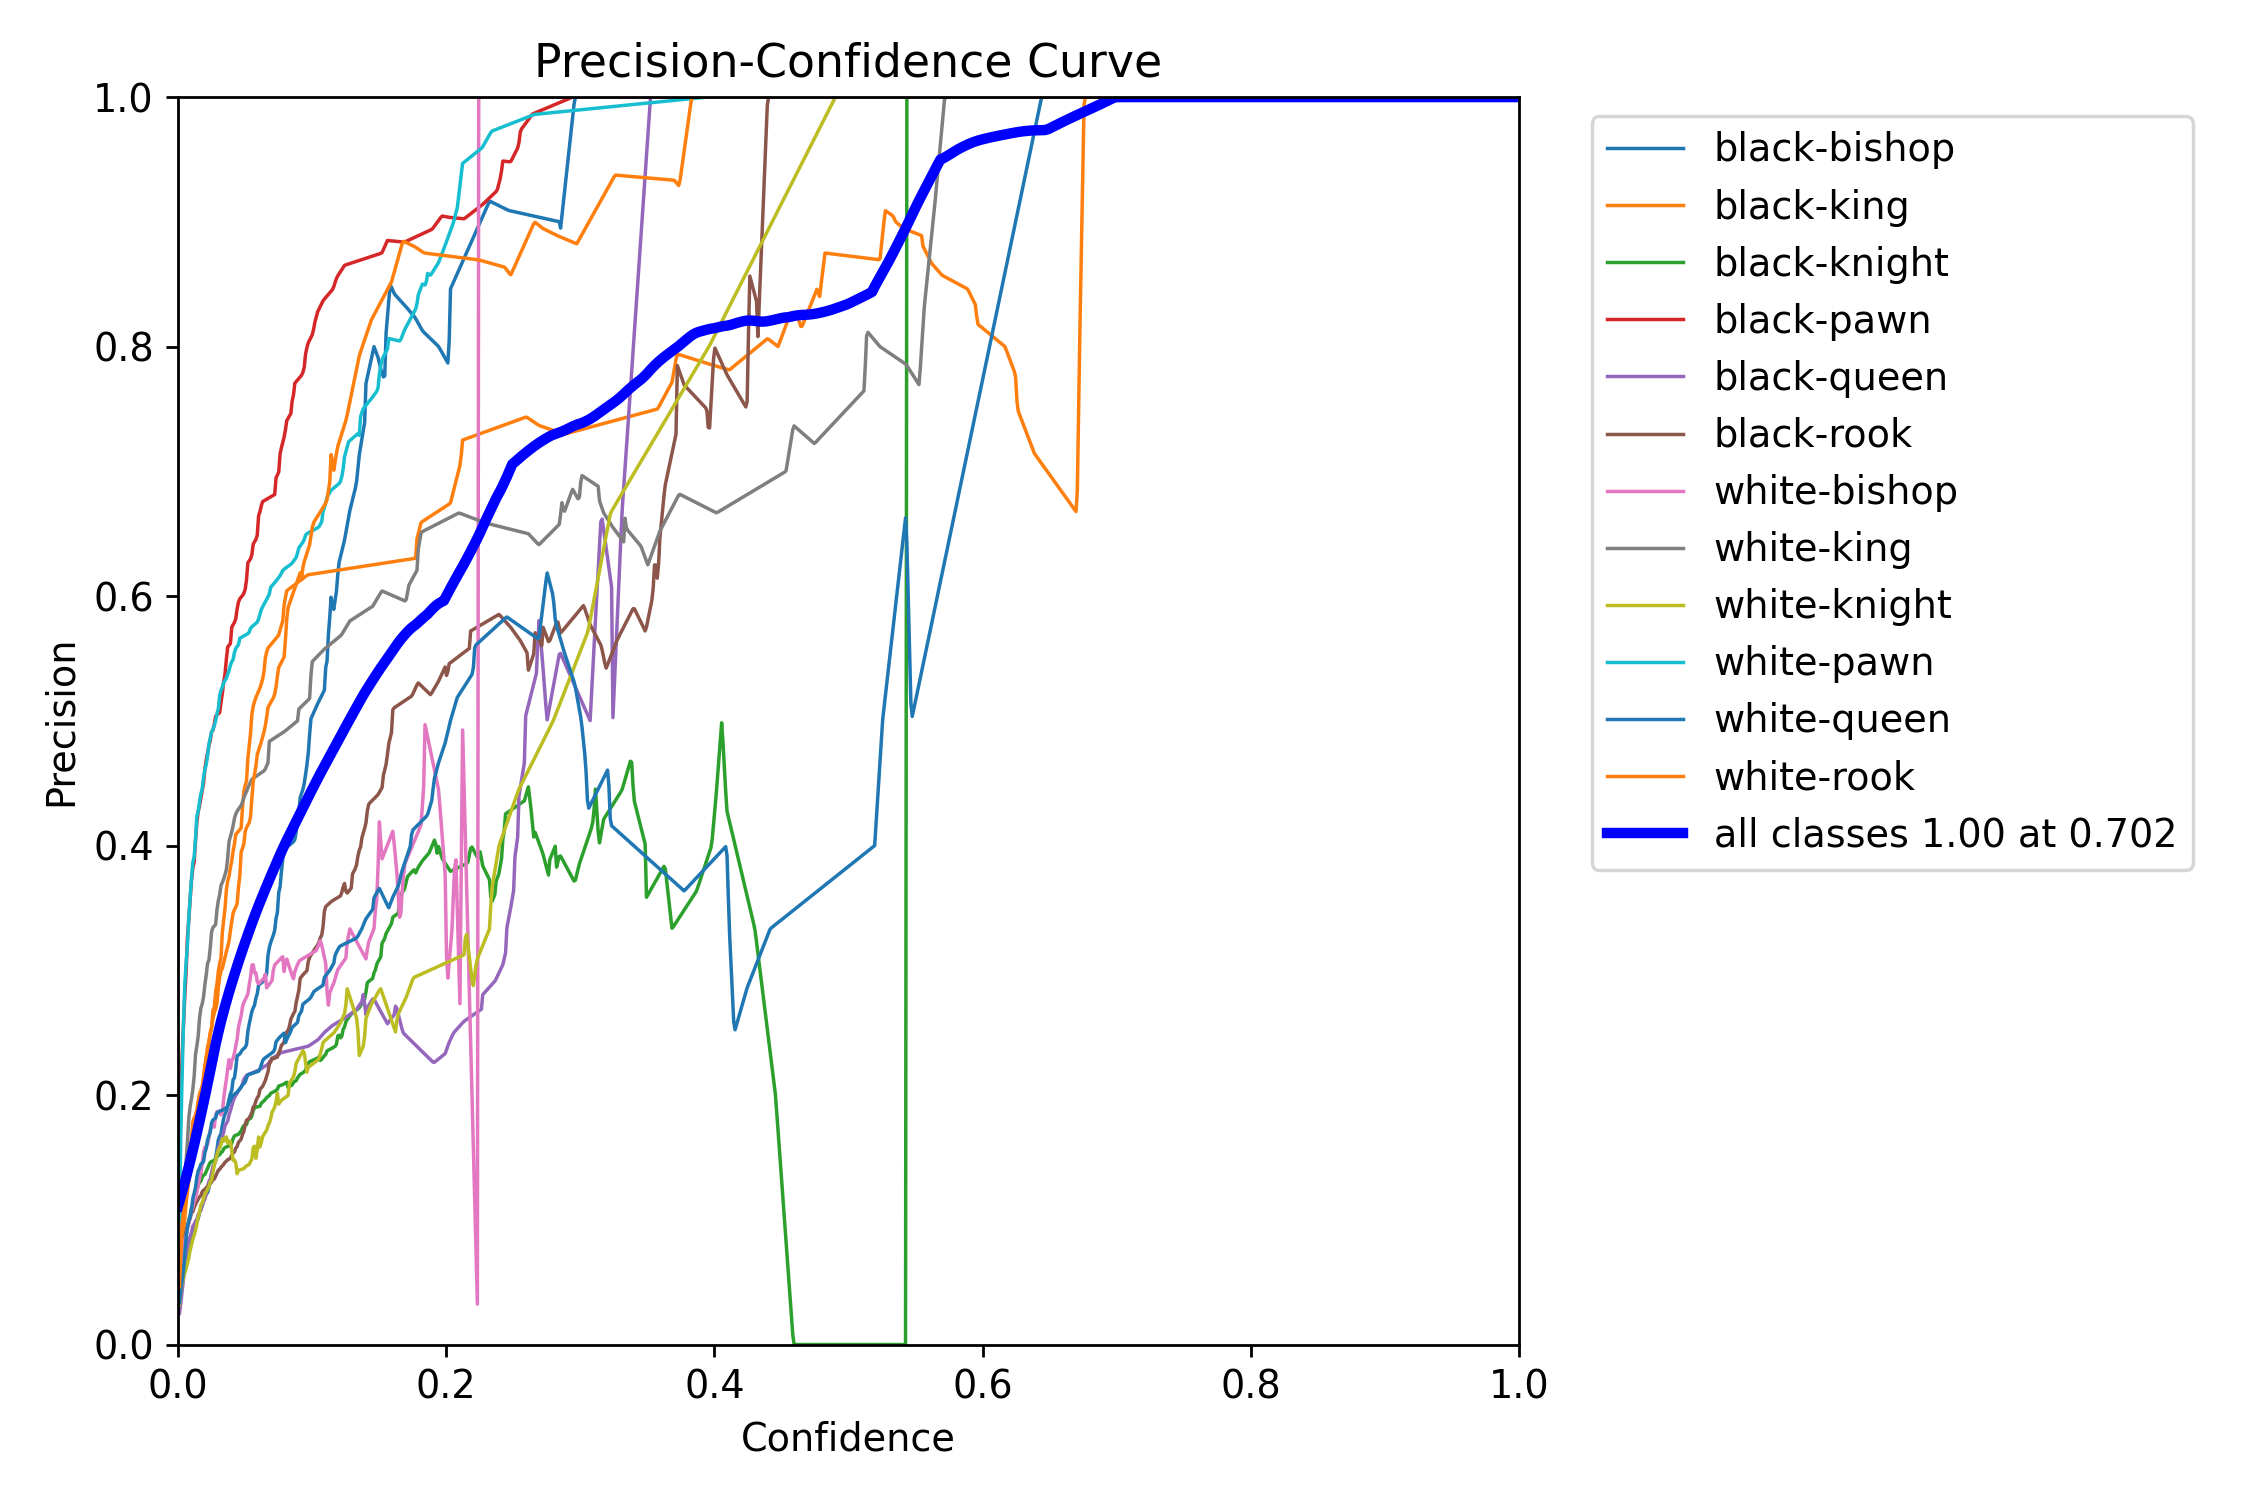 Precision-Confidence Curve
1.0
0.8
0.6
0.4
0.2
0.0
Precision
0.0 0.2 0.4 0.6 0.8 1.0
Confidence
black-bishop
black-king
black-knight
black-pawn
black-queen
black-rook
white-bishop
white-king
white-knight
white-pawn
white-queen
white-rook
all classes 1.00 at 0.702